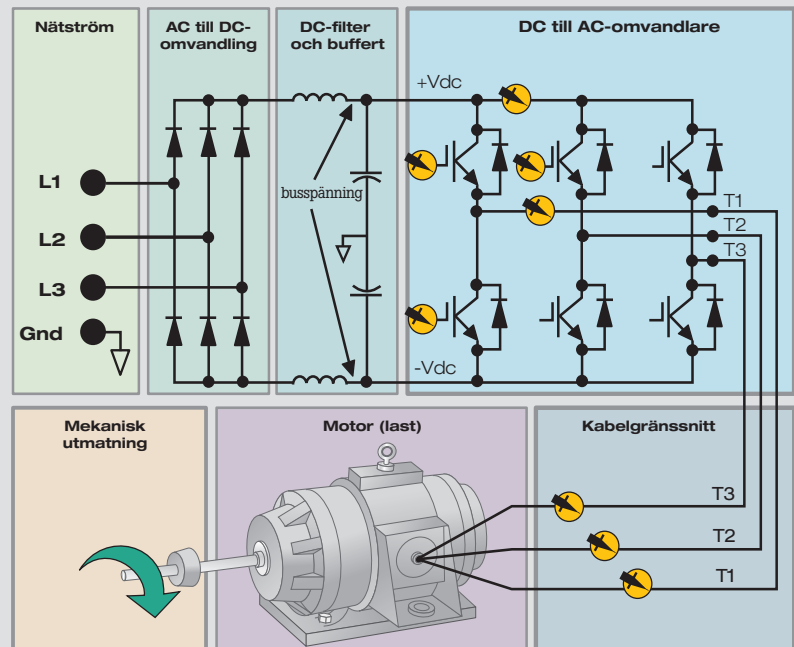 Nätström
AC till DC-
omvandling
DC-filter
och buffert
DC till AC-omvandlare
+Vdc
L1
L2
L3
Gnd
busspänning
T1
T2
T3
-Vdc
Mekanisk
utmatning
Motor (last)
Kabelgränssnitt
T3
T2
T1